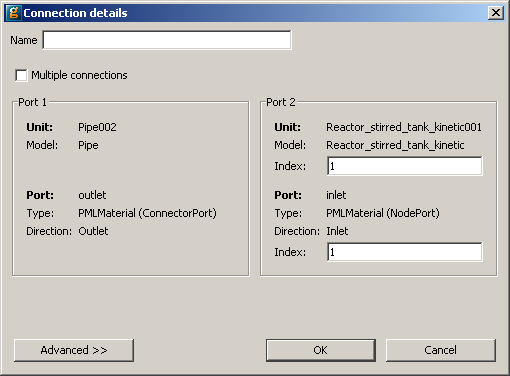 g Connection details
Name
Multiple connections
Port 1
Unit: Pipe002
Model: Pipe
Port: outlet
Type: PMLMaterial (ConnectorPort)
Direction: Outlet
Port 2
Unit: Reactor_stirred_tank_kinetic001
Model: Reactor_stirred_tank_kinetic
Index: 1
Port: inlet
Type: PMLMaterial (NodePort)
Direction: Inlet
Index: 1
Advanced >>
OK
Cancel